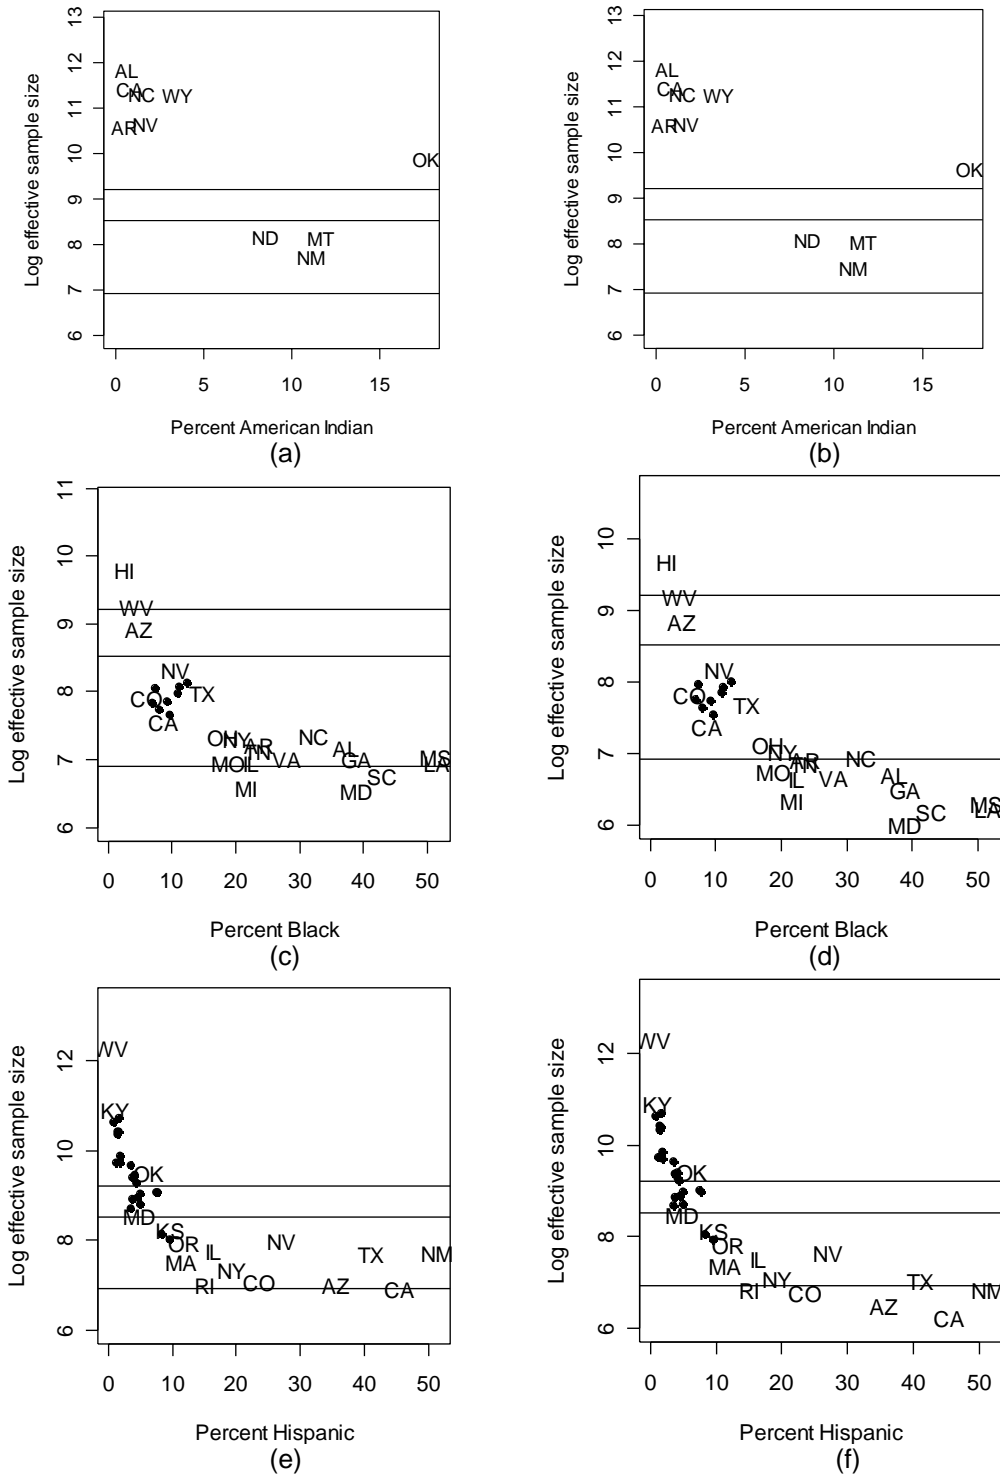 13
12
11
10
9
8
7
6
Log effective sample size
AL
CA NC WY
AR NV
OK
ND MT
NM
0 5 10 15
Percent American Indian
(a)
13
12
11
10
9
8
7
6
Log effective sample size
AL
CA NC WY
AR NV
OK
ND MT
NM
0 5 10 15
Percent American Indian
(b)
11
10
9
8
7
6
Log effective sample size
HI
WV
AZ
NV
CO TX
CA
OH NY AR NC AL
TN VA GA MS
MO IL LA
SC
MI MD
0 10 20 30 40 50
Percent Black
(c)
10
9
8
7
6
Log effective sample size
HI
WV
AZ
NV
CO TX
CA
OH NY AR NC
TN
MO IL VA AL
GA
MI SC MS LA
MD
0 10 20 30 40 50
Percent Black
(d)
12
10
8
6
Log effective sample size
WV
KY
OK
MD
KS
OR IL NV TX NM
MA NY
RI CO AZ CA
0 10 20 30 40 50
Percent Hispanic
(e)
12
10
8
6
Log effective sample size
WV
KY
OK
MD
KS
OR IL NV
MA NY TX
RI CO NM
AZ CA
0 10 20 30 40 50
Percent Hispanic
(f)